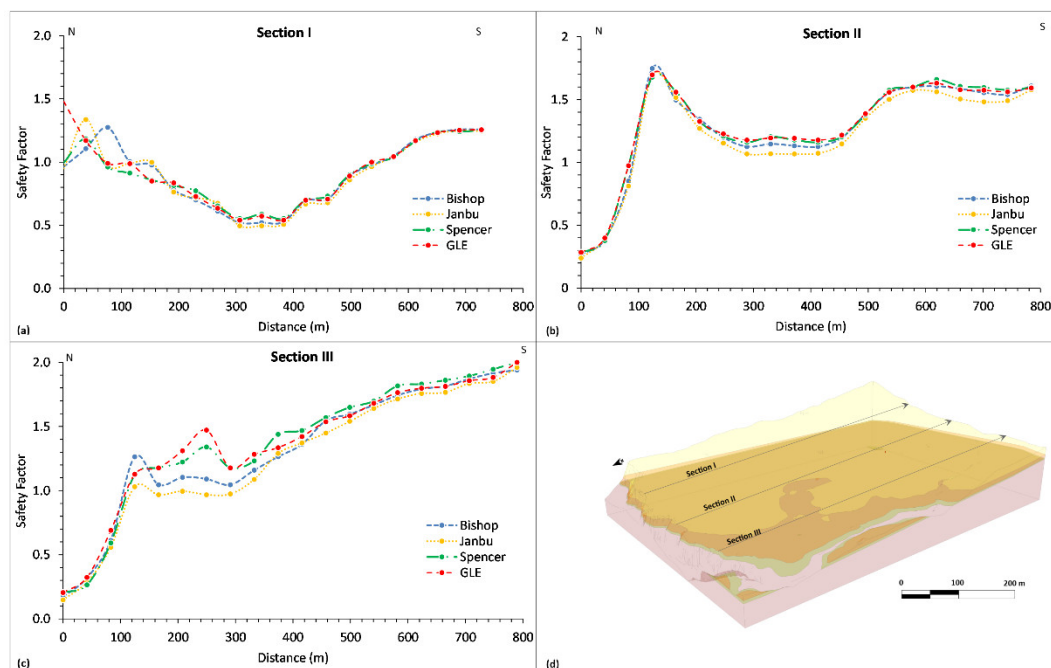 Section I
N
S
2.0
1.5
1.0
0.5
0.0
Safety Factor
Bishop
Janbu
Spencer
GLE
0 100 200 300 400 500 600 700 800
Distance (m)
(a)
Section II
N
S
2
1.5
1
0.5
0
Safety Factor
Bishop
Janbu
Spencer
GLE
0 100 200 300 400 500 600 700 800
Distance (m)
(b)
Section III
N
S
2.0
1.5
1.0
0.5
0.0
Safety Factor
Bishop
Janbu
Spencer
GLE
0 100 200 300 400 500 600 700 800
Distance (m)
(c)
Section I
Section II
Section III
0 100 200 m
(d)